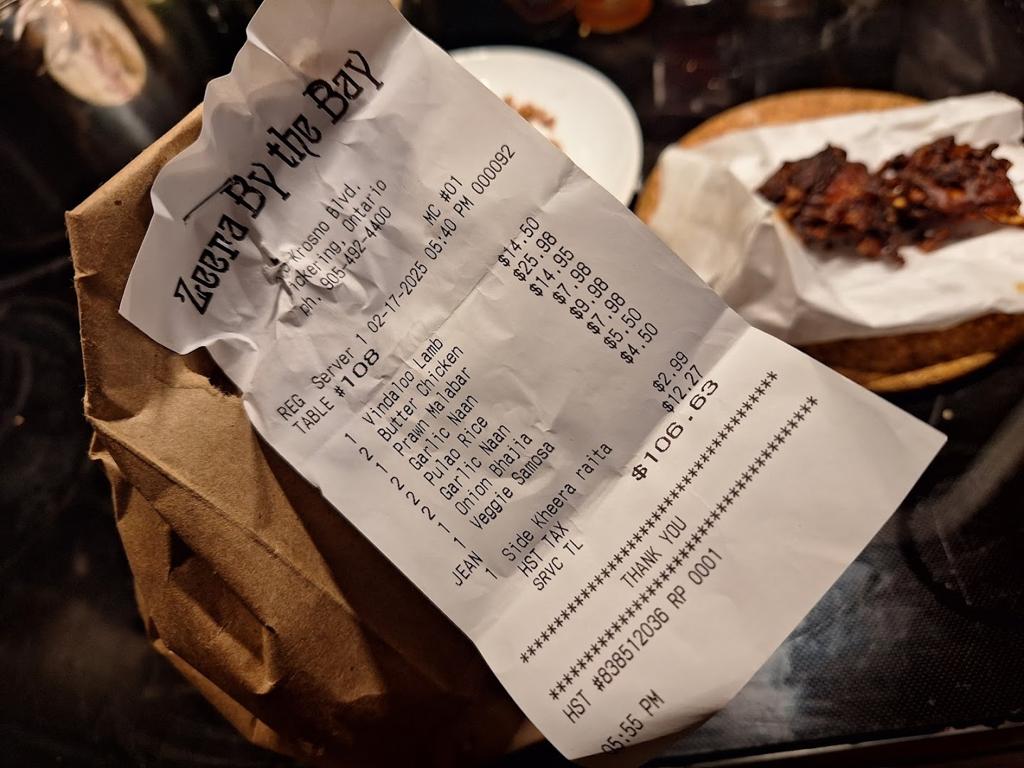 Zeera By the Bay
Krosno Blvd.
Pickering, Ontario
ph. 905-492-4400
MC #01
REG Server 1 02-17-2025 05:40 PM 000092
TABLE #108
1 Vindaloo Lamb $14.50
2 Butter Chicken $25.98
1 Prawn Malabar $14.95
2 Garlic Naan $7.98
2 Pulao Rice $9.98
2 Garlic Naan $7.98
1 Onion Bhajia $5.50
1 Veggie Samosa $4.50
JEAN
1 Side Kheera raita $2.99
HST TAX $12.27
SRVC TL $106.63
****************************************
THANK YOU
****************************************
HST #838512036 RP 0001
05:55 PM